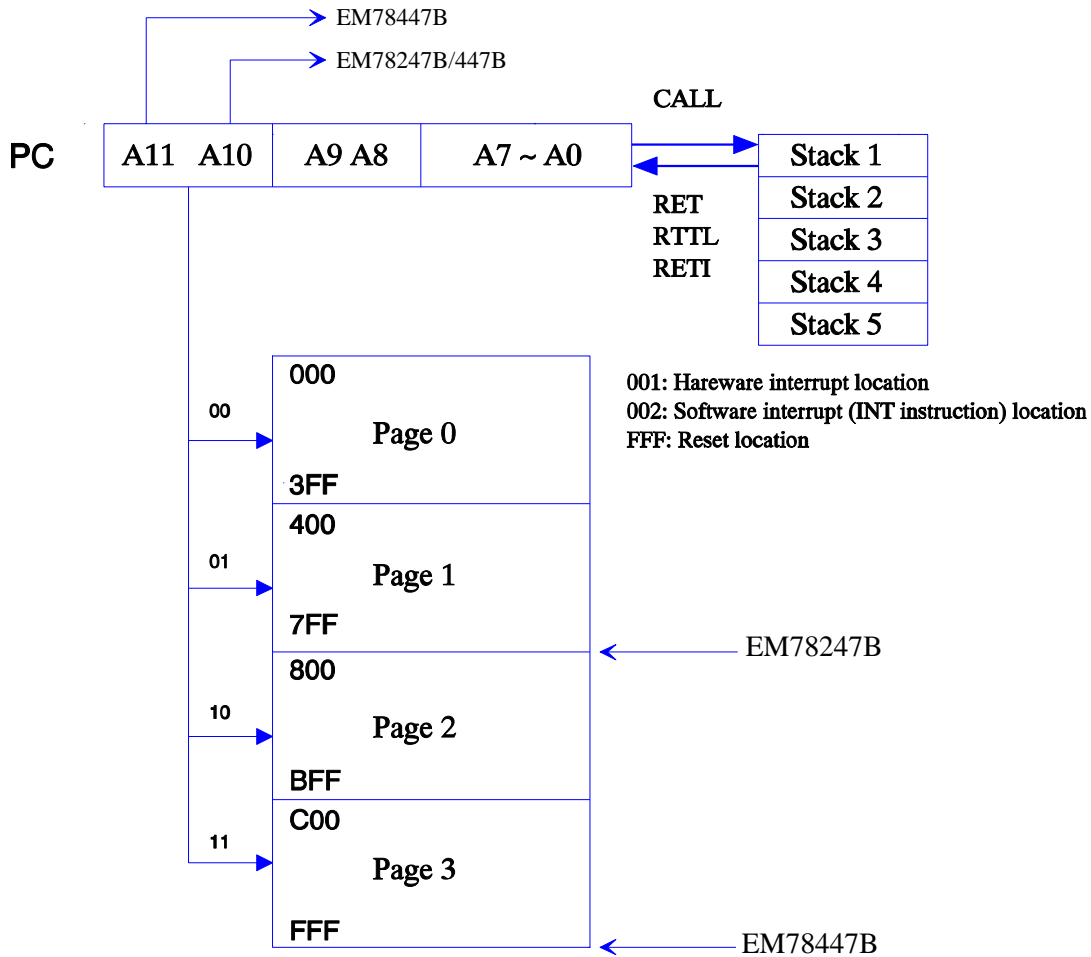 EM78447B
EM78247B/447B
PC
A11 A10
A9 A8
A7 ~ A0
CALL
RET
RTTL
RETI
Stack 1
Stack 2
Stack 3
Stack 4
Stack 5
001: Hareware interrupt location
002: Software interrupt (INT instruction) location
FFF: Reset location
00
000
Page 0
3FF
01
400
Page 1
7FF
EM78247B
10
800
Page 2
BFF
11
C00
Page 3
FFF
EM78447B